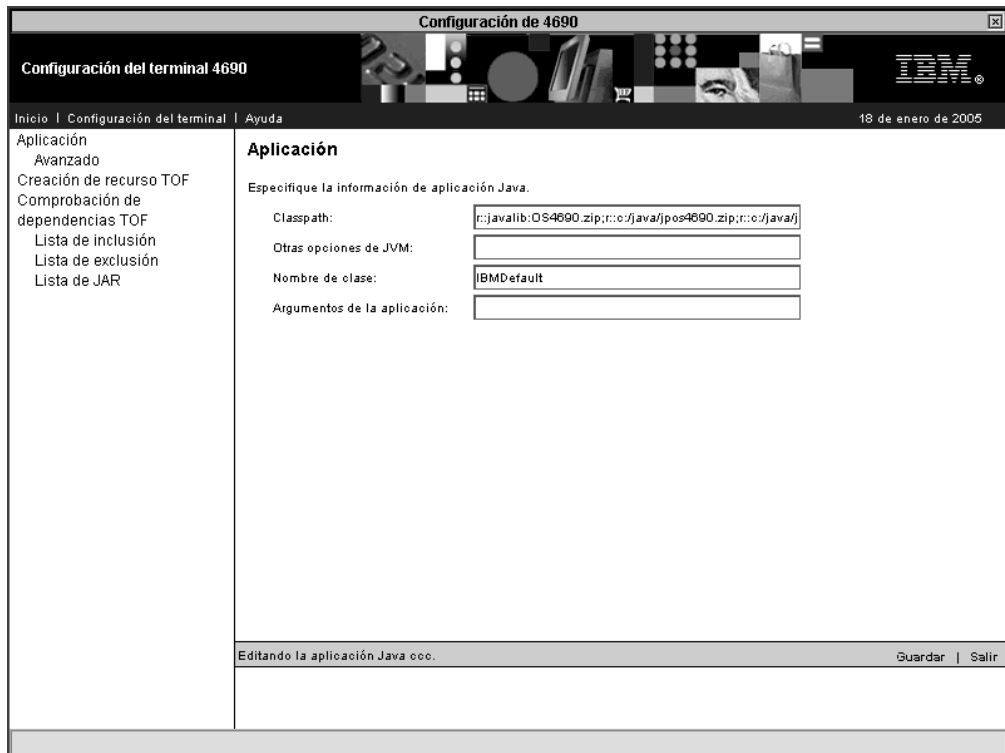 Configuración de 4690
Configuración del terminal 4690
IBM®
Inicio | Configuración del terminal | Ayuda
18 de enero de 2005
Aplicación
Avanzado
Creación de recurso TOF
Comprobación de
dependencias TOF
Lista de inclusión
Lista de exclusión
Lista de JAR
Aplicación
Especifique la información de aplicación Java.
Classpath:
r::javalib:OS4690.zip;r::c:/java/jpos4690.zip;r::c:/java/j
Otras opciones de JVM:
Nombre de clase:
IBMDefault
Argumentos de la aplicación:
Editando la aplicación Java ccc.
Guardar | Salir